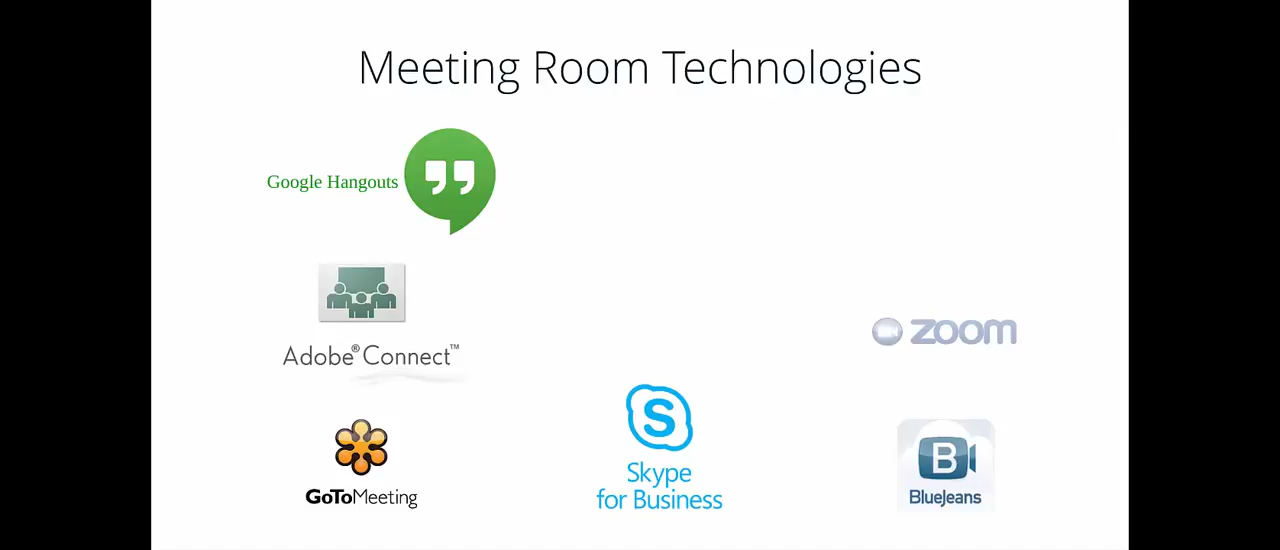 Meeting Room Technologies
Google Hangouts
Adobe® Connect™
zoom
S
Skype
for Business
B
BlueJeans
GoToMeeting